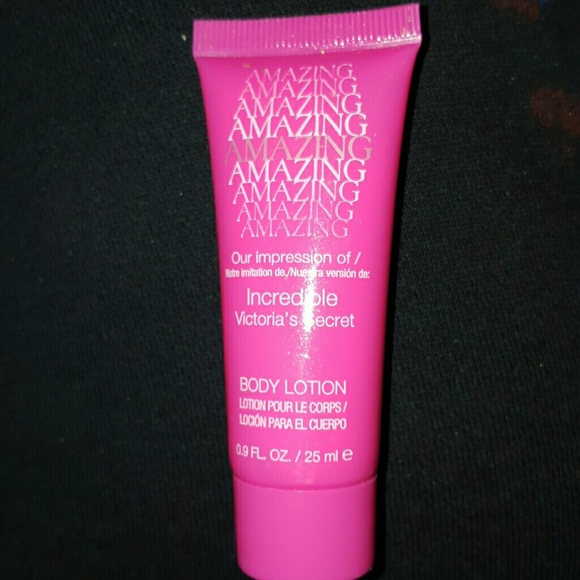 AMAZING
AMAZING
AMAZING
AMAZING
AMAZING
AMAZING
AMAZING
AMAZING
AMAZING
Our Impression of /
Notre imitation de./Nuestra versión de:
Incredible
Victoria's Secret
BODY LOTION
LOTION POUR LE CORPS /
LOCIÓN PARA EL CUERPO
0.9 FL. OZ. / 25 ml e